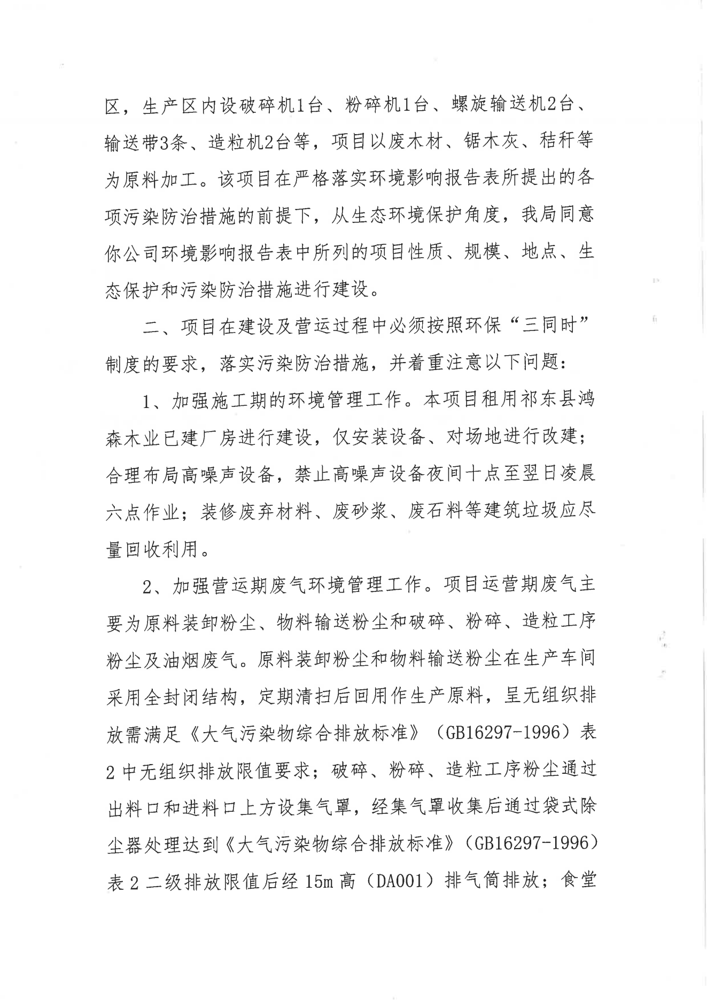 区，生产区内设破碎机1台、粉碎机1台、螺旋输送机2台、
输送带3条、造粒机2台等，项目以废木材、锯木灰、秸秆等
为原料加工。该项目在严格落实环境影响报告表所提出的各
项污染防治措施的前提下，从生态环境保护角度，我局同意
你公司环境影响报告表中所列的项目性质、规模、地点、生
态保护和污染防治措施进行建设。
二、项目在建设及营运过程中必须按照环保“三同时”
制度的要求，落实污染防治措施，并着重注意以下问题：
1、加强施工期的环境管理工作。本项目租用祁东县鸿
森木业已建厂房进行建设，仅安装设备、对场地进行改建；
合理布局高噪声设备，禁止高噪声设备夜间十点至翌日凌晨
六点作业；装修废弃材料、废砂浆、废石料等建筑垃圾应尽
量回收利用。
2、加强营运期废气环境管理工作。项目运营期废气主
要为原料装卸粉尘、物料输送粉尘和破碎、粉碎、造粒工序
粉尘及油烟废气。原料装卸粉尘和物料输送粉尘在生产车间
采用全封闭结构，定期清扫后回用作生产原料，呈无组织排
放需满足《大气污染物综合排放标准》（GB16297-1996）表
2中无组织排放限值要求；破碎、粉碎、造粒工序粉尘通过
出料口和进料口上方设集气罩，经集气罩收集后通过袋式除
尘器处理达到《大气污染物综合排放标准》（GB16297-1996）
表2二级排放限值后经15m高（DA001）排气筒排放；食堂